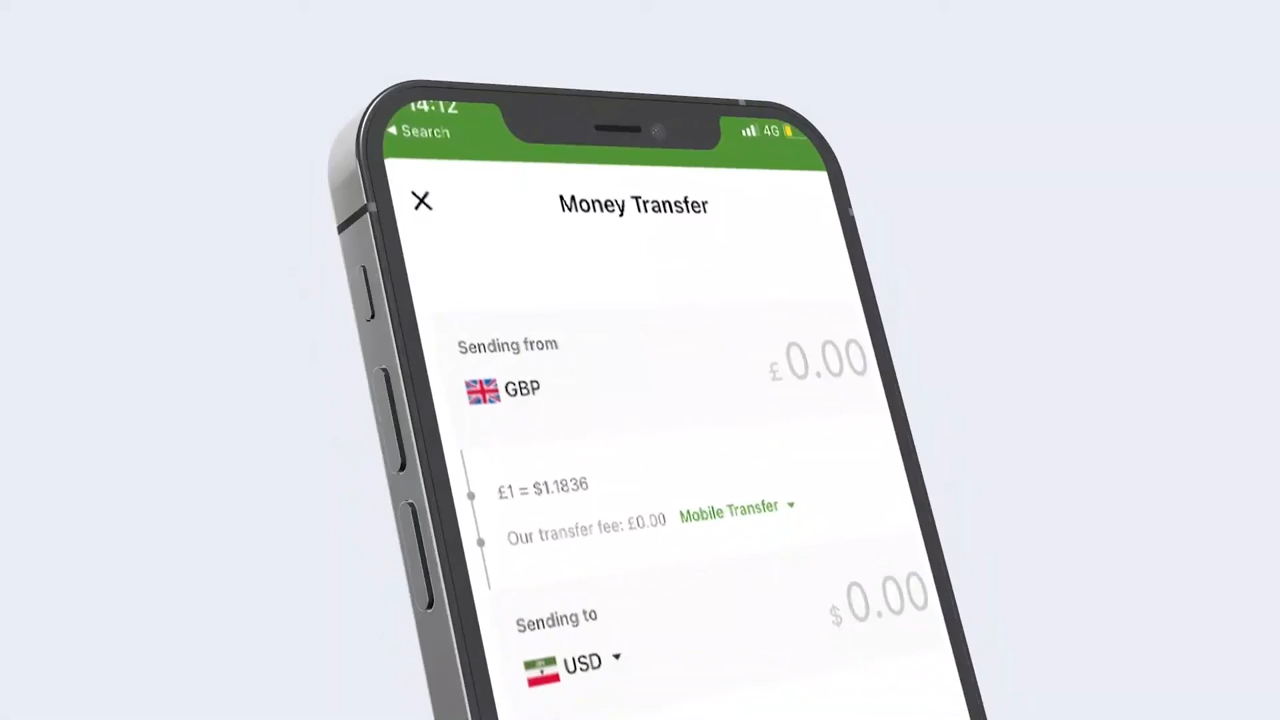 14:12
Search
4G
Money Transfer
Sending from
£0.00
GBP
£1 = $1.1836
Our transfer fee: £0.00 Mobile Transfer
Sending to
$0.00
USD